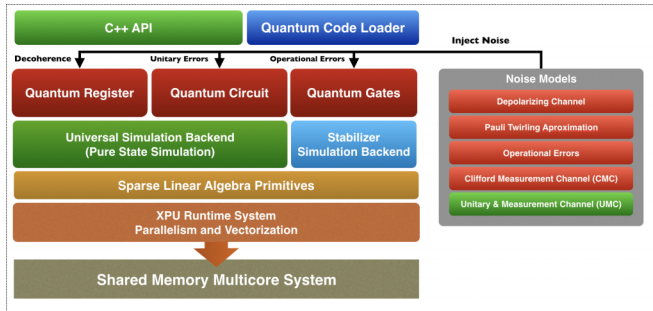 C++ API
Quantum Code Loader
Inject Noise
Decoherence
Unitary Errors
Operational Errors
Quantum Register
Quantum Circuit
Quantum Gates
Universal Simulation Backend
(Pure State Simulation)
Stabilizer
Simulation Backend
Sparse Linear Algebra Primitives
XPU Runtime System
Parallelism and Vectorization
Shared Memory Multicore System
Noise Models
Depolarizing Channel
Pauli Twirling Aproximation
Operational Errors
Clifford Measurement Channel (CMC)
Unitary & Measurement Channel (UMC)